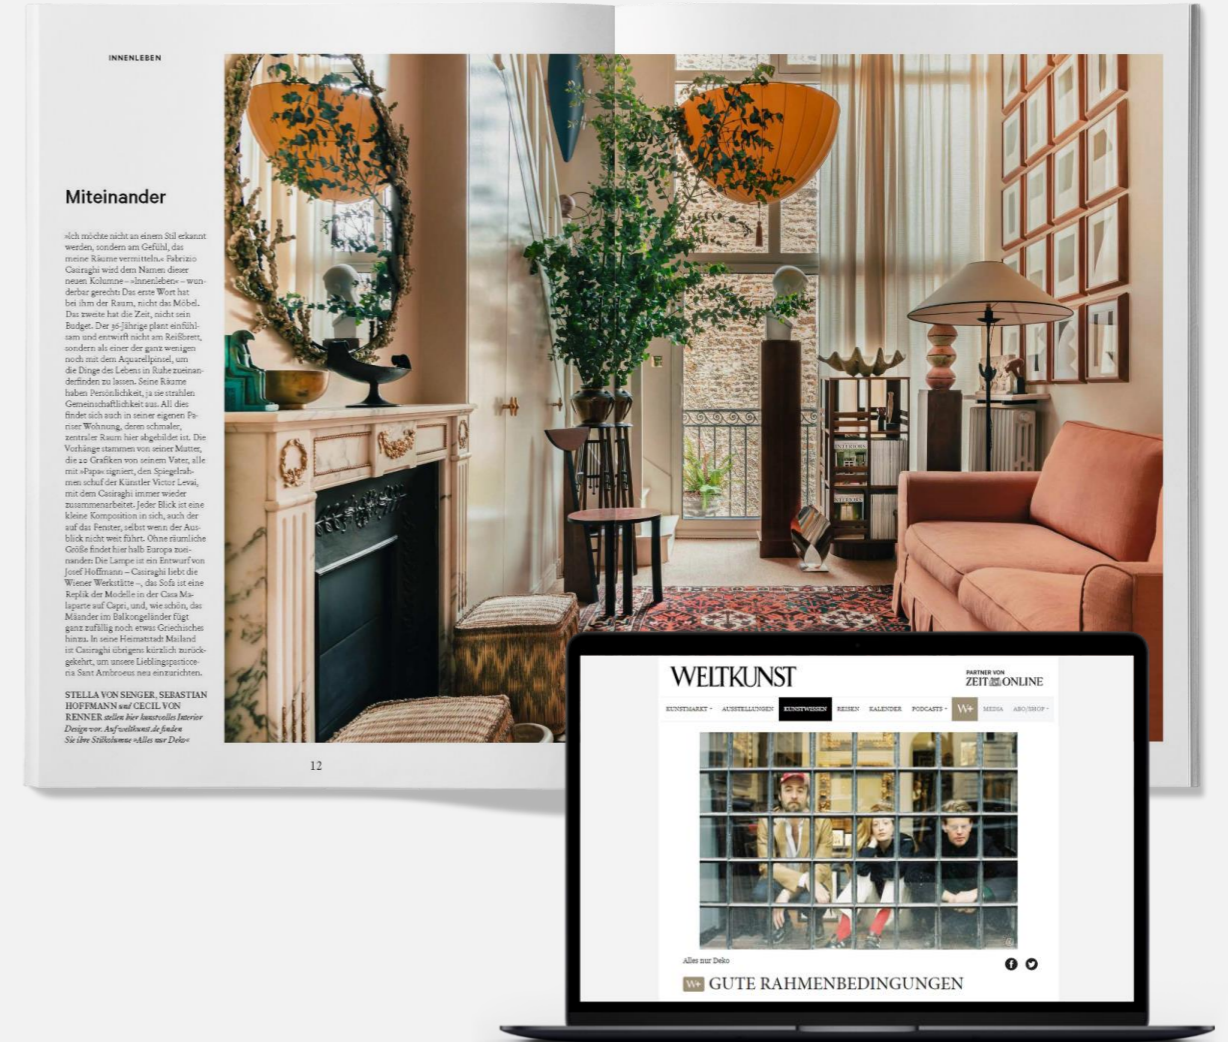 INNENLEBEN
Miteinander
»Ich möchte nicht an einem Stil erkannt
werden, sondern am Gefühl, das
meine Räume vermitteln.« Fabrizio
Casiraghi wird dem Namen dieser
neuen Kolumne – »Innenleben« – wun-
derbar gerecht: Das erste Wort hat
bei ihm der Raum, nicht das Möbel.
Das zweite hat die Zeit, nicht sein
Budget. Der 36-Jährige plant einfühl-
sam und entwirft nicht am Reißbrett,
sondern als einer der ganz wenigen
noch mit dem Aquarellpinsel, um
die Dinge des Lebens in Ruhe zueinan-
derfinden zu lassen. Seine Räume
haben Persönlichkeit, ja sie strahlen
Gemeinschaftlichkeit aus. All dies
findet sich auch in seiner eigenen Pa-
riser Wohnung, deren schmaler,
zentraler Raum hier abgebildet ist. Die
Vorhänge stammen von seiner Mutter,
die 20 Grafiken von seinem Vater, alle
mit »Papa« signiert, den Spiegelrah-
men schuf der Künstler Victor Levai,
mit dem Casiraghi immer wieder
zusammenarbeitet. Jeder Blick ist eine
kleine Komposition in sich, auch der
auf das Fenster, selbst wenn der Aus-
blick nicht weit führt. Ohne räumliche
Größe findet hier halb Europa zuei-
nander: Die Lampe ist ein Entwurf von
Josef Hoffmann – Casiraghi liebt die
Wiener Werkstätte –, das Sofa ist eine
Replik der Modelle in der Casa Ma-
laparte auf Capri, und, wie schön, das
Mäander im Balkongeländer fügt
ganz zufällig noch etwas Griechisches
hinzu. In seine Heimatstadt Mailand
ist Casiraghi übrigens kürzlich zurück-
gekehrt, um unsere Lieblingspasticce-
ria Sant Ambroeus neu einzurichten.
STELLA VON SENGER, SEBASTIAN
HOFFMANN und CECIL VON
RENNER stellen hier kunstvolles Interior
Design vor. Auf weltkunst.de finden
Sie ihre Stilkolumne »Alles nur Deko«
12
WELTKUNST
PARTNER VON
ZEIT ONLINE
KUNSTMARKT AUSSTELLUNGEN KUNSTWISSEN REISEN KALENDER PODCASTS W+ MEDIA ABO/SHOP
Alles nur Deko
W+ GUTE RAHMENBEDINGUNGEN